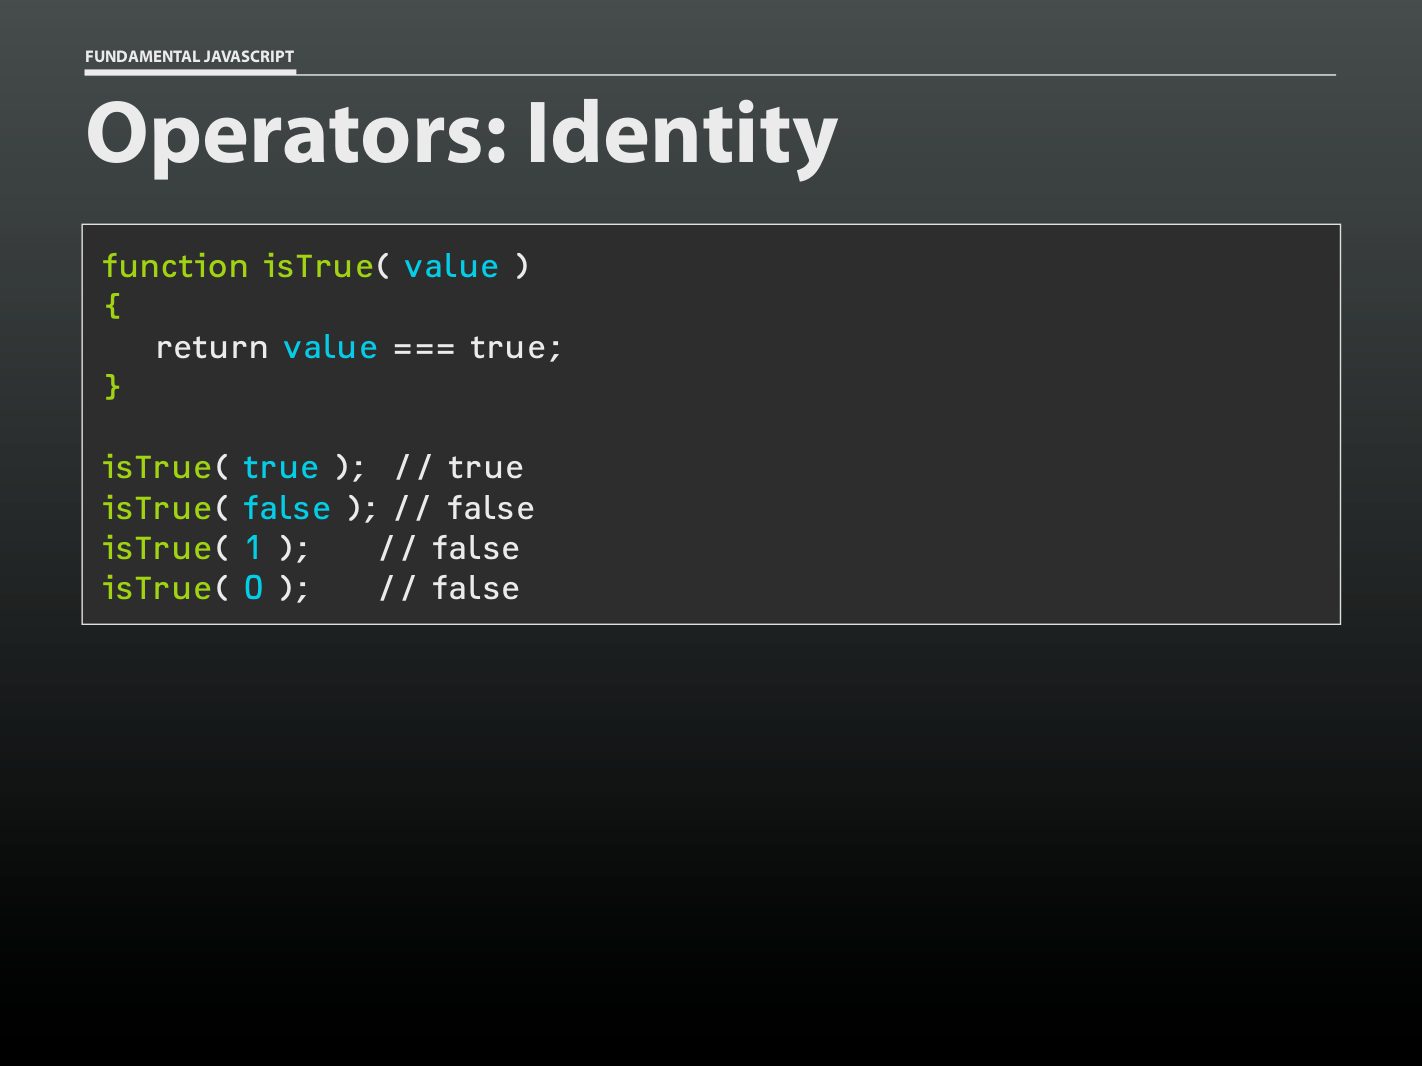 FUNDAMENTAL JAVASCRIPT
Operators: Identity
function isTrue( value )
{
   return value === true;
}
isTrue( true );  // true
isTrue( false ); // false
isTrue( 1 );     // false
isTrue( 0 );     // false